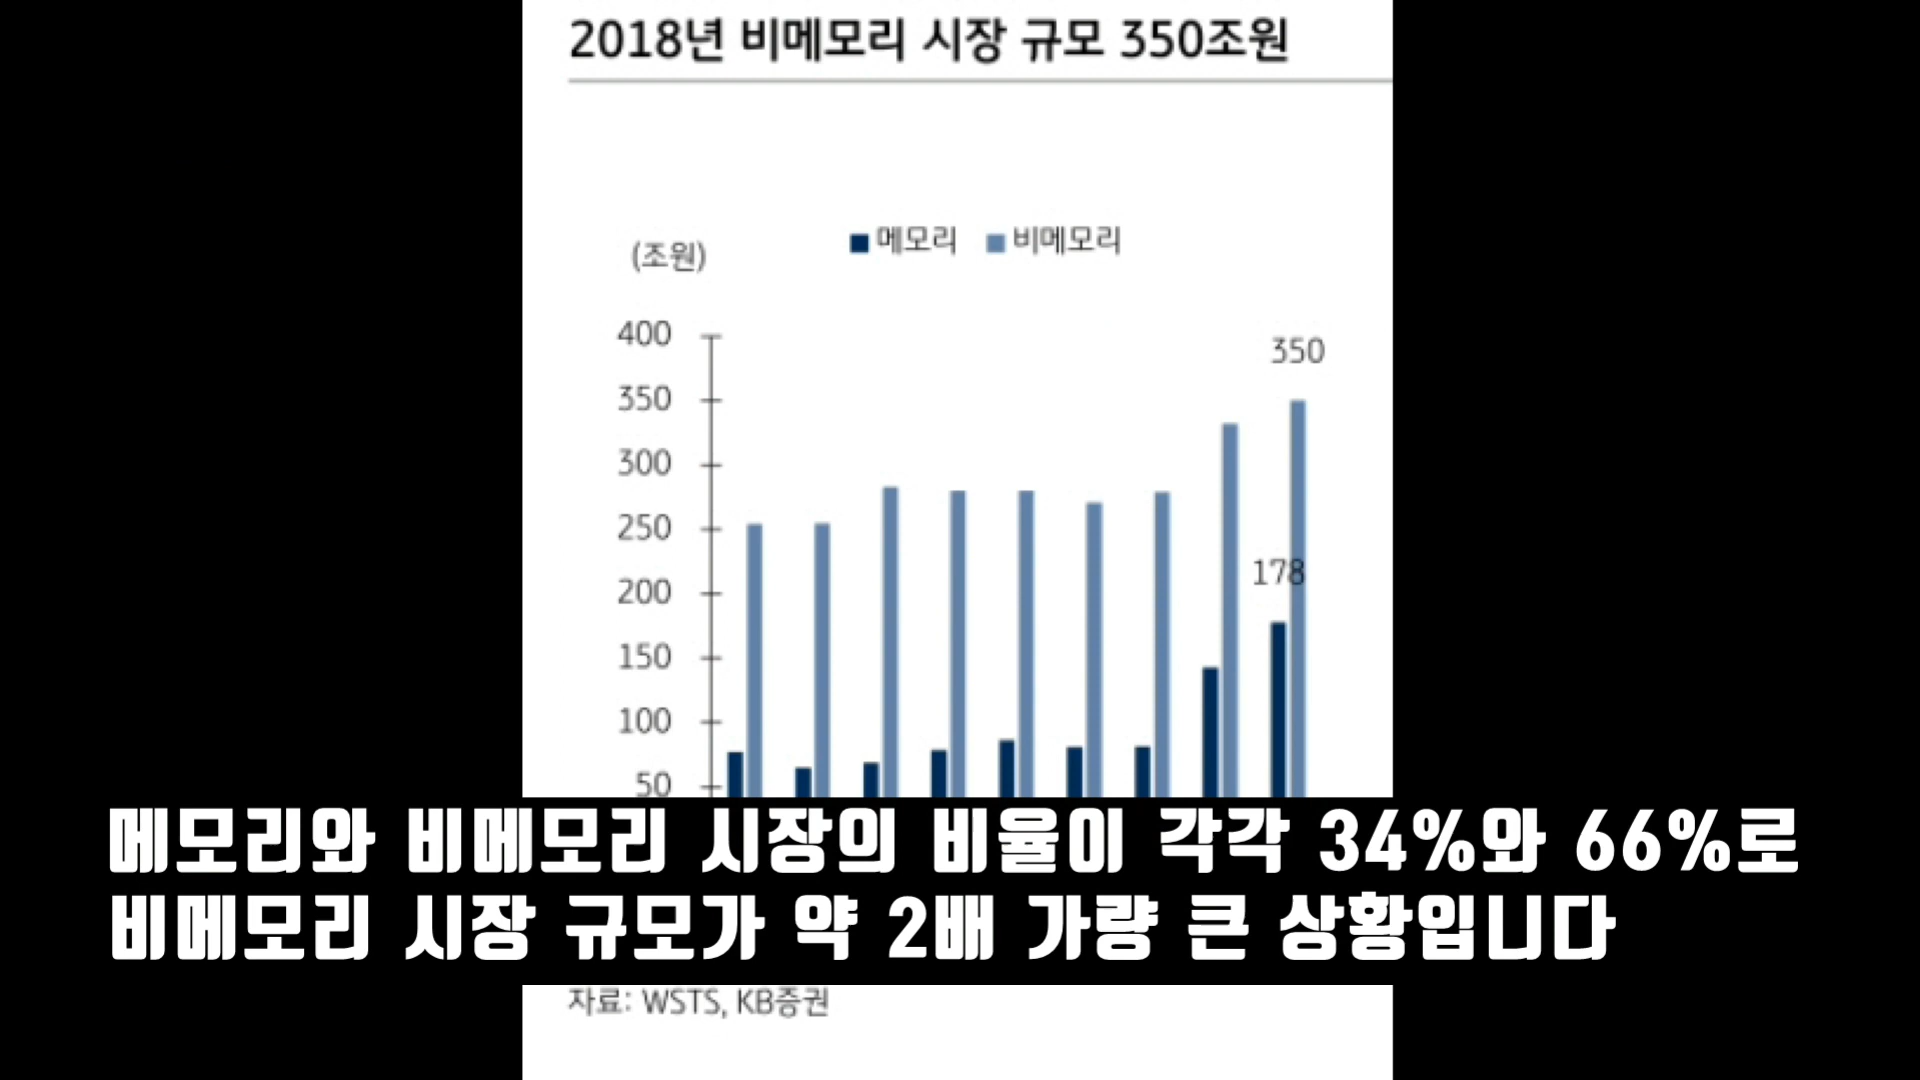 2018년 비메모리 시장 규모 350조원
메모리 비메모리
(조원)
400
350
300
250
200
150
100
50
350
178
메모리와 비메모리 시장의 비율이 각각 34%와 66%로
비메모리 시장 규모가 약 2배 가량 큰 상황입니다
자료: WSTS, KB증권